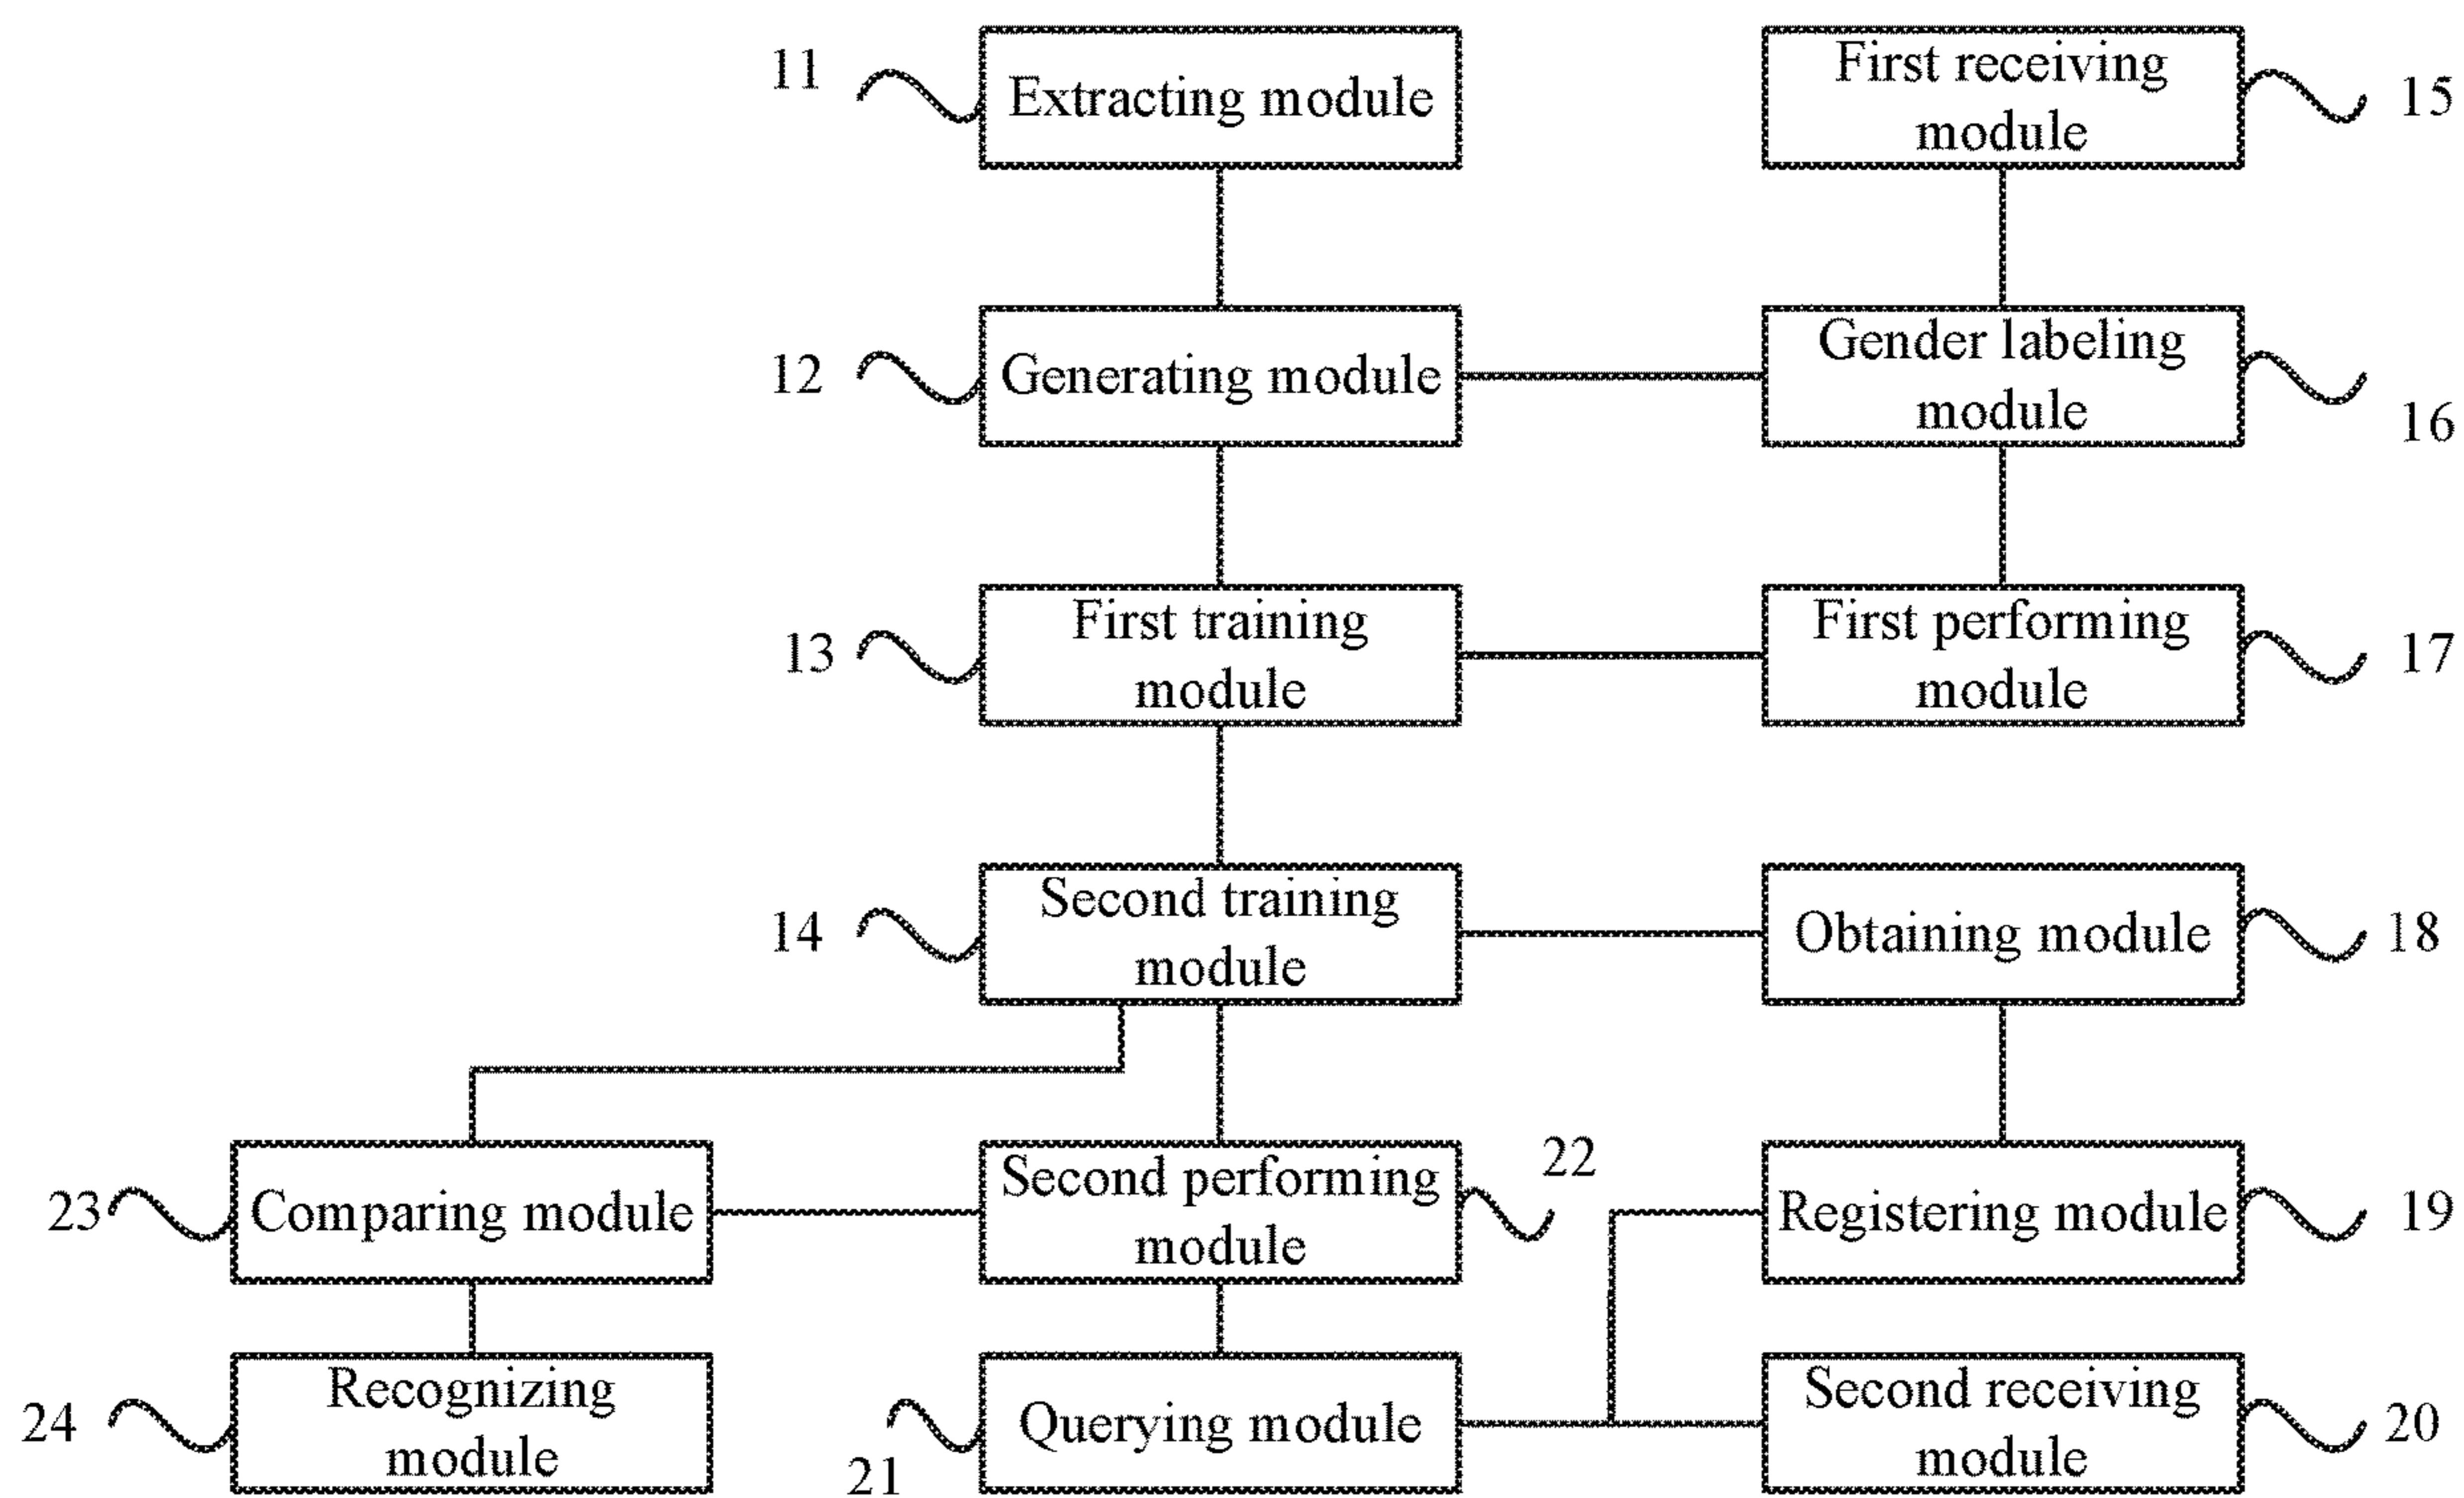 11
Extracting module
First receiving
module
15
12
Generating module
Gender labeling
module
16
13
First training
module
First performing
module
17
14
Second training
module
Obtaining module
18
23
Comparing module
Second performing
module
22
Registering module
19
24
Recognizing
module
21
Querying module
Second receiving
module
20